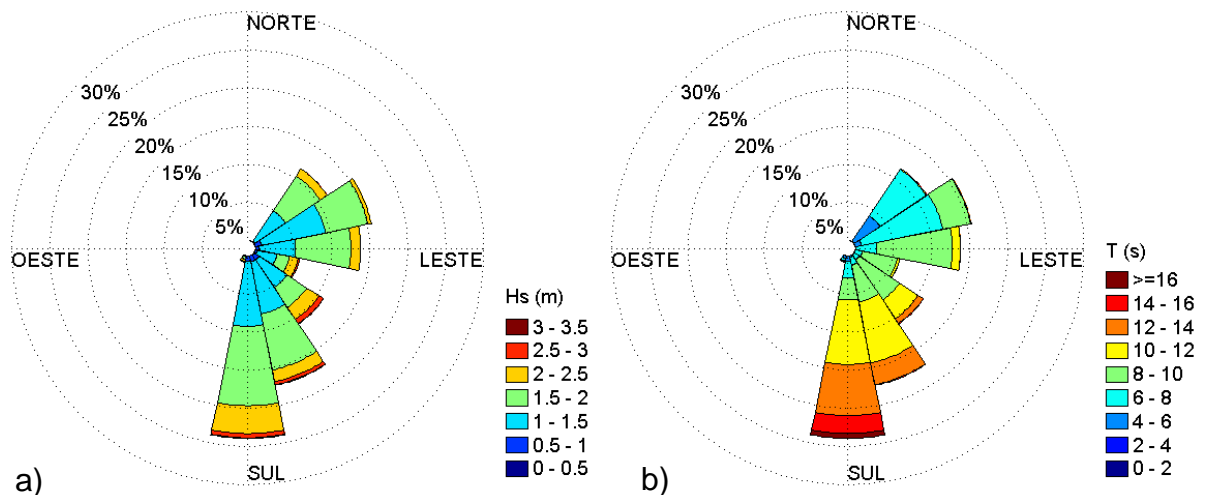 NORTE
30%
25%
20%
15%
10%
5%
OESTE
LESTE
SUL
Hs (m)
3 - 3.5
2.5 - 3
2 - 2.5
1.5 - 2
1 - 1.5
0.5 - 1
0 - 0.5
a)
NORTE
30%
25%
20%
15%
10%
5%
OESTE
LESTE
SUL
T (s)
>=16
14 - 16
12 - 14
10 - 12
8 - 10
6 - 8
4 - 6
2 - 4
0 - 2
b)